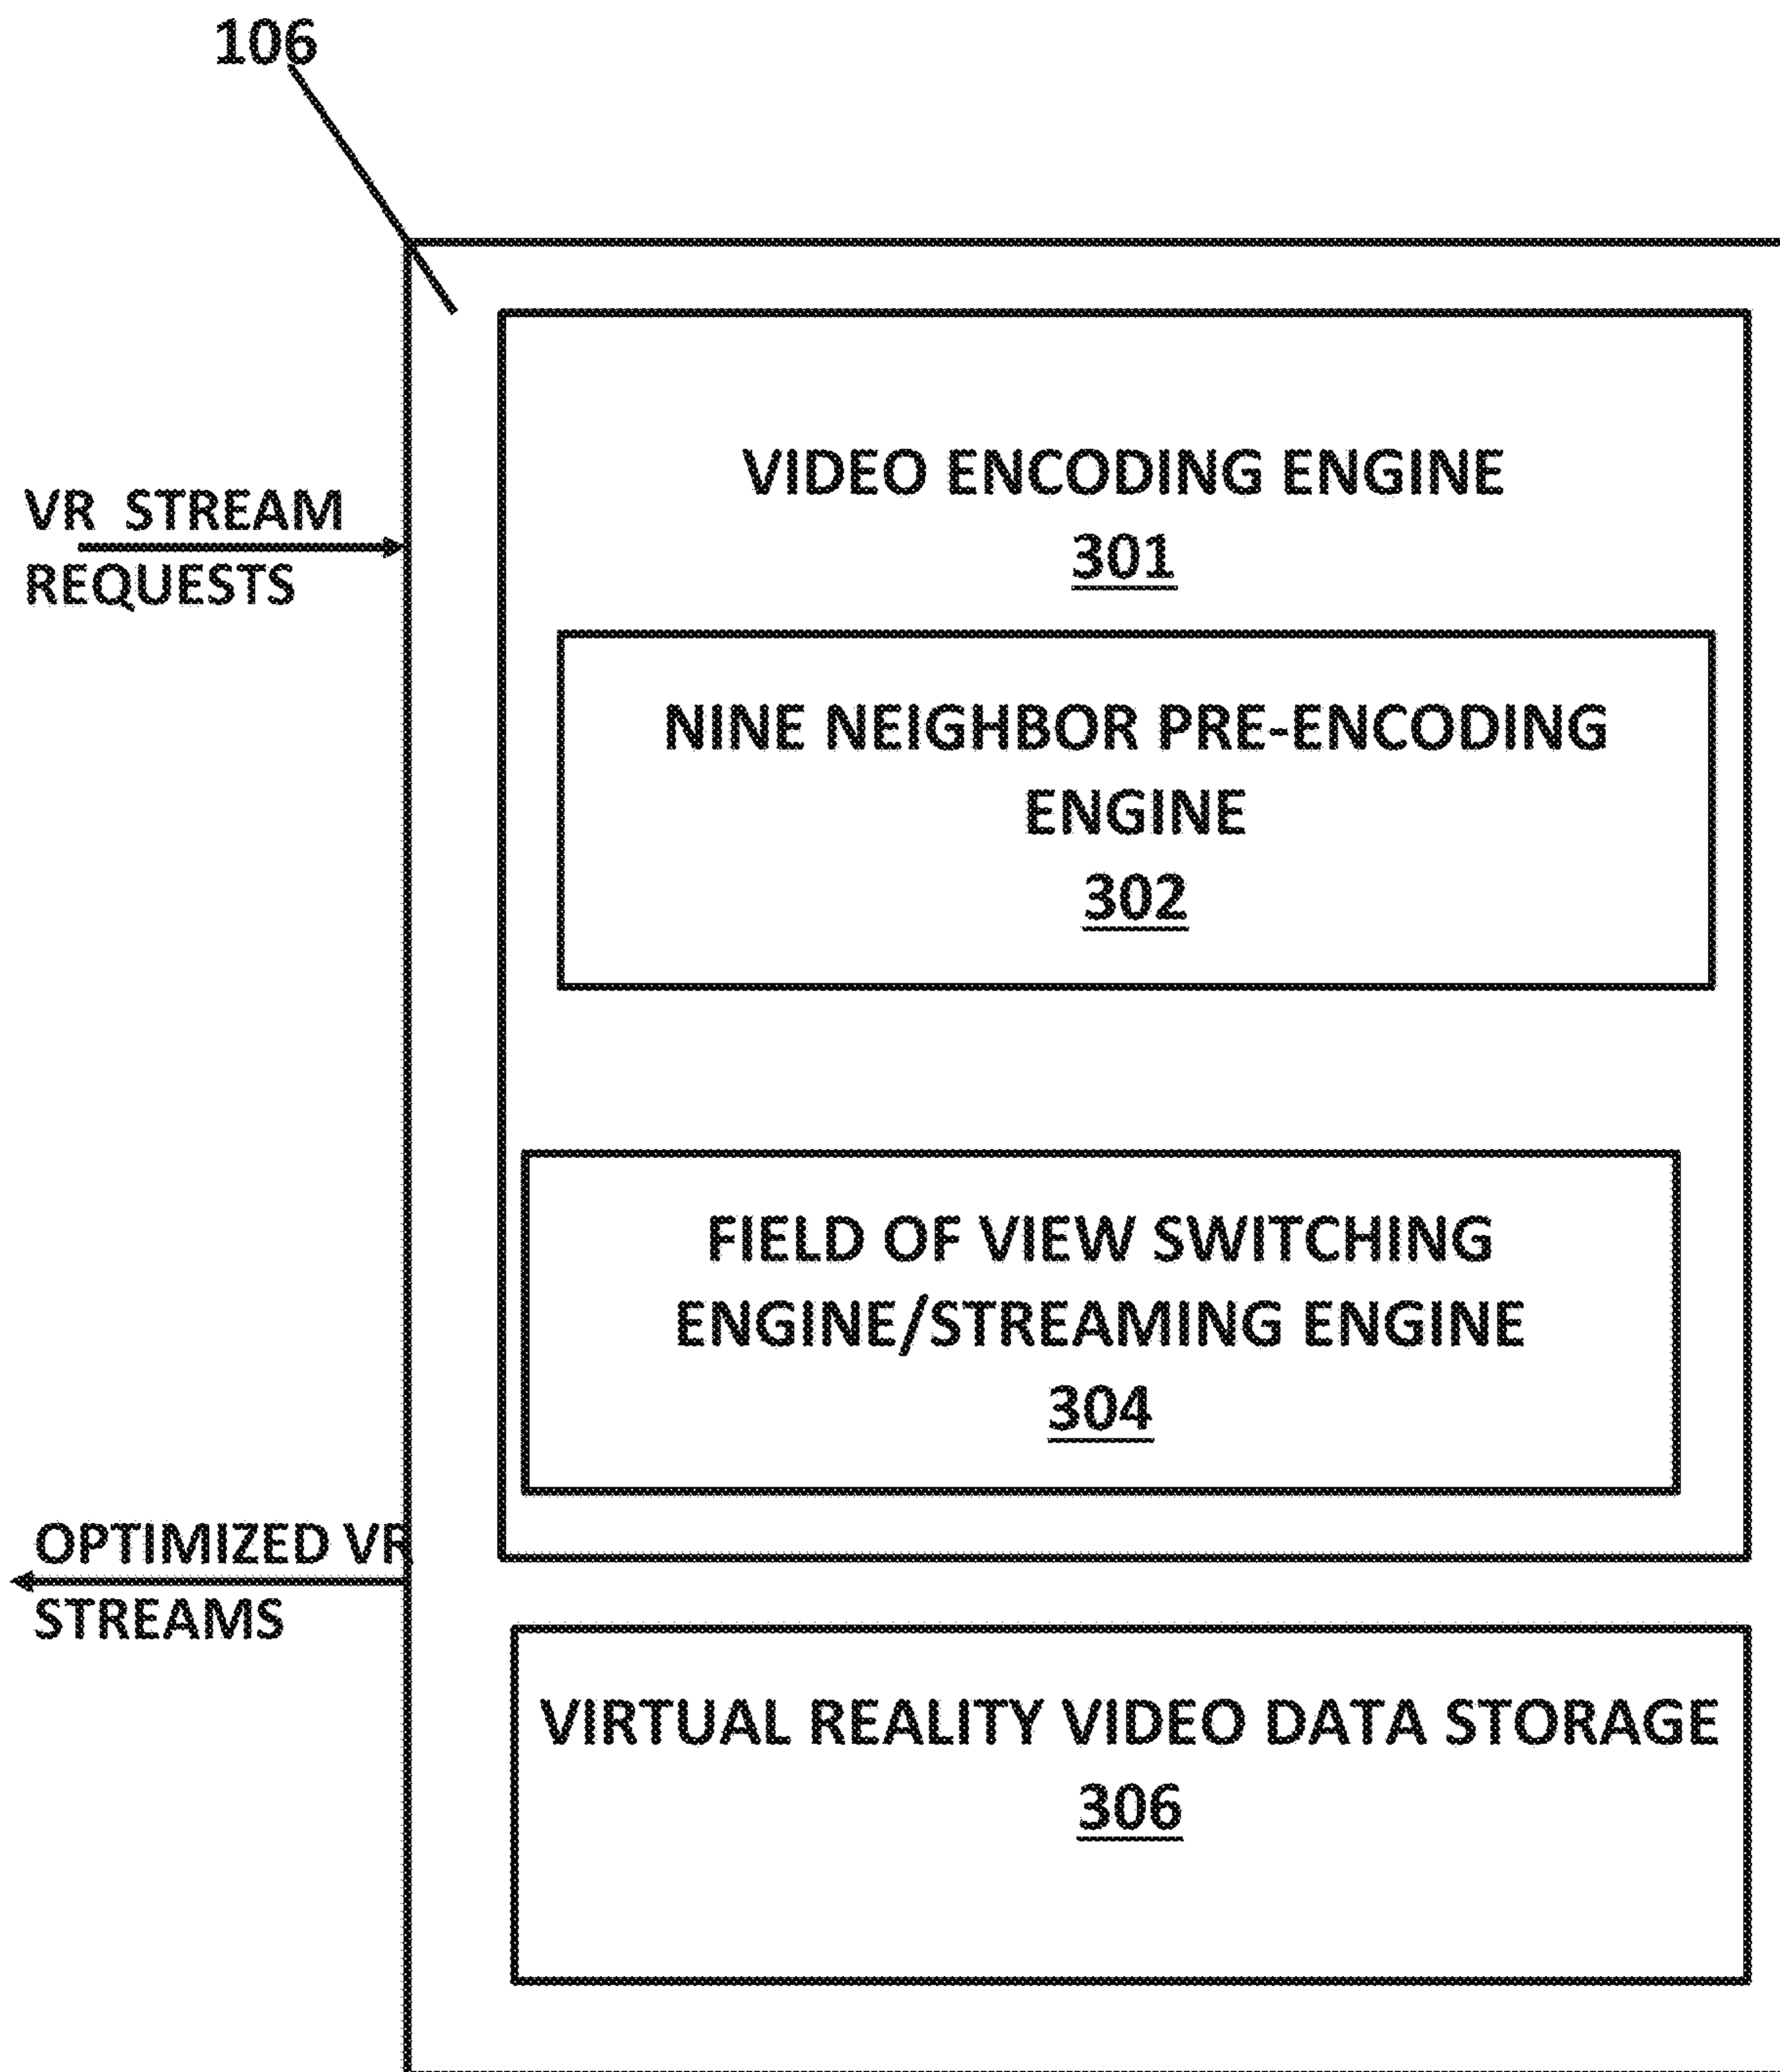 106
VR STREAM
REQUESTS
VIDEO ENCODING ENGINE
301
NINE NEIGHBOR PRE-ENCODING
ENGINE
302
FIELD OF VIEW SWITCHING
ENGINE/STREAMING ENGINE
304
OPTIMIZED VR
STREAMS
VIRTUAL REALITY VIDEO DATA STORAGE
306